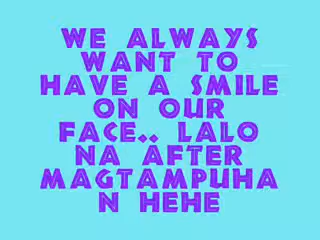 WE ALWAYS
WANT TO
HAVE A SMILE
ON OUR
FACE.. LALO
NA AFTER
MAGTAMPUHA
N HEHE